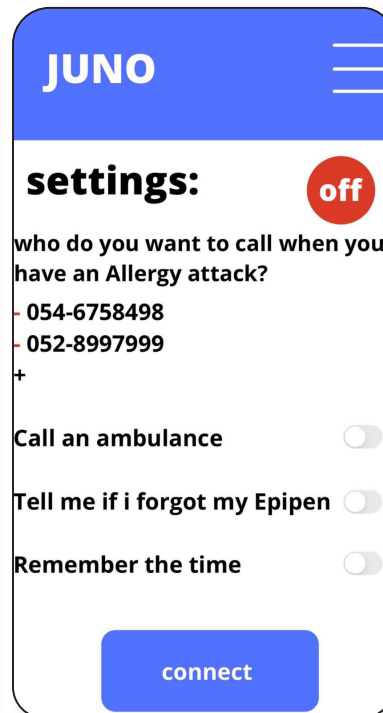 JUNO
settings:
off
who do you want to call when you
have an Allergy attack?
- 054-6758498
- 052-8997999
+
Call an ambulance
Tell me if i forgot my Epipen
Remember the time
connect